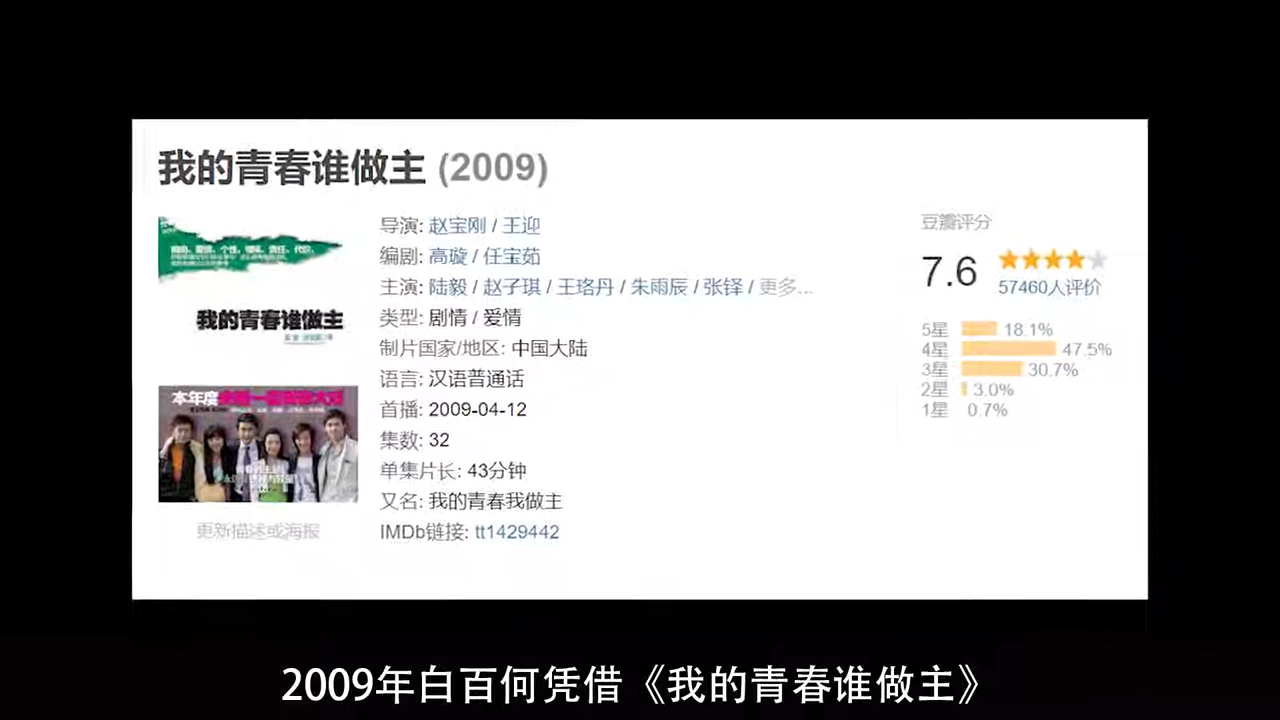 我的青春谁做主 (2009)
我的青春谁做主
本年度
更新描述或海报
导演: 赵宝刚 / 王迎
编剧: 高璇 / 任宝茹
主演: 陆毅 / 赵子琪 / 王珞丹 / 朱雨辰 / 张铎 / 更多...
类型: 剧情 / 爱情
制片国家/地区: 中国大陆
语言: 汉语普通话
首播: 2009-04-12
集数: 32
单集片长: 43分钟
又名: 我的青春我做主
IMDb链接: tt1429442
豆瓣评分
7.6
57460人评价
5星 18.1%
4星 47.5%
3星 30.7%
2星 3.0%
1星 0.7%
2009年白百何凭借《我的青春谁做主》